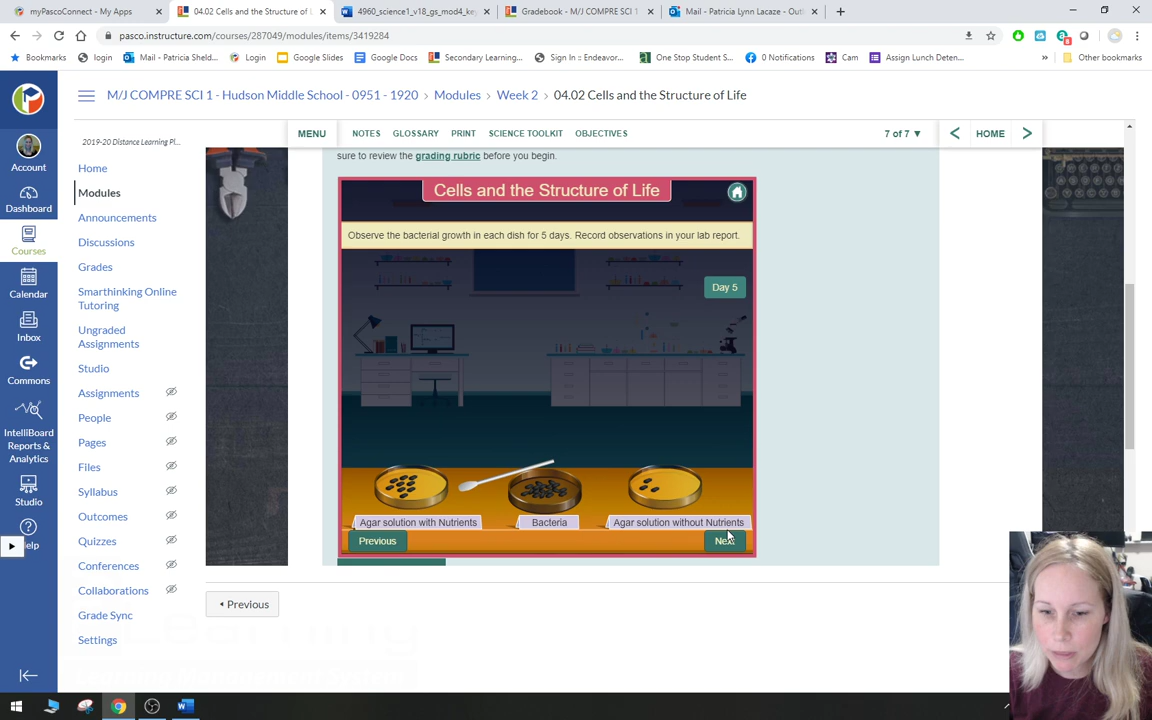 myPascoConnect - My Apps
04.02 Cells and the Structure of L
4960_science1_v18_gs_mod4_ke
Gradebook - M/J COMPRE SCI 1
Mail - Patricia Lynn Lacaze - Out
pasco.instructure.com/courses/287049/modules/items/3419284
Bookmarks
login
Mail - Patricia Sheld...
Login
Google Slides
Google Docs
Secondary Learning...
Sign In :: Endeavor...
One Stop Student S...
0 Notifications
Cam
Assign Lunch Deten...
Other bookmarks
M/J COMPRE SCI 1 - Hudson Middle School - 0951 - 1920 > Modules > Week 2 > 04.02 Cells and the Structure of Life
Account
Dashboard
Courses
Calendar
Inbox
Commons
IntelliBoard
Reports &
Analytics
Studio
elp
2019-20 Distance Learning Pl...
Home
Modules
Announcements
Discussions
Grades
Smarthinking Online
Tutoring
Ungraded
Assignments
Studio
Assignments
People
Pages
Files
Syllabus
Outcomes
Quizzes
Conferences
Collaborations
Grade Sync
Settings
MENU
NOTES
GLOSSARY
PRINT
SCIENCE TOOLKIT
OBJECTIVES
7 of 7
HOME
sure to review the grading rubric before you begin.
Cells and the Structure of Life
Observe the bacterial growth in each dish for 5 days. Record observations in your lab report.
Day 5
Agar solution with Nutrients
Bacteria
Agar solution without Nutrients
Previous
Next
Previous